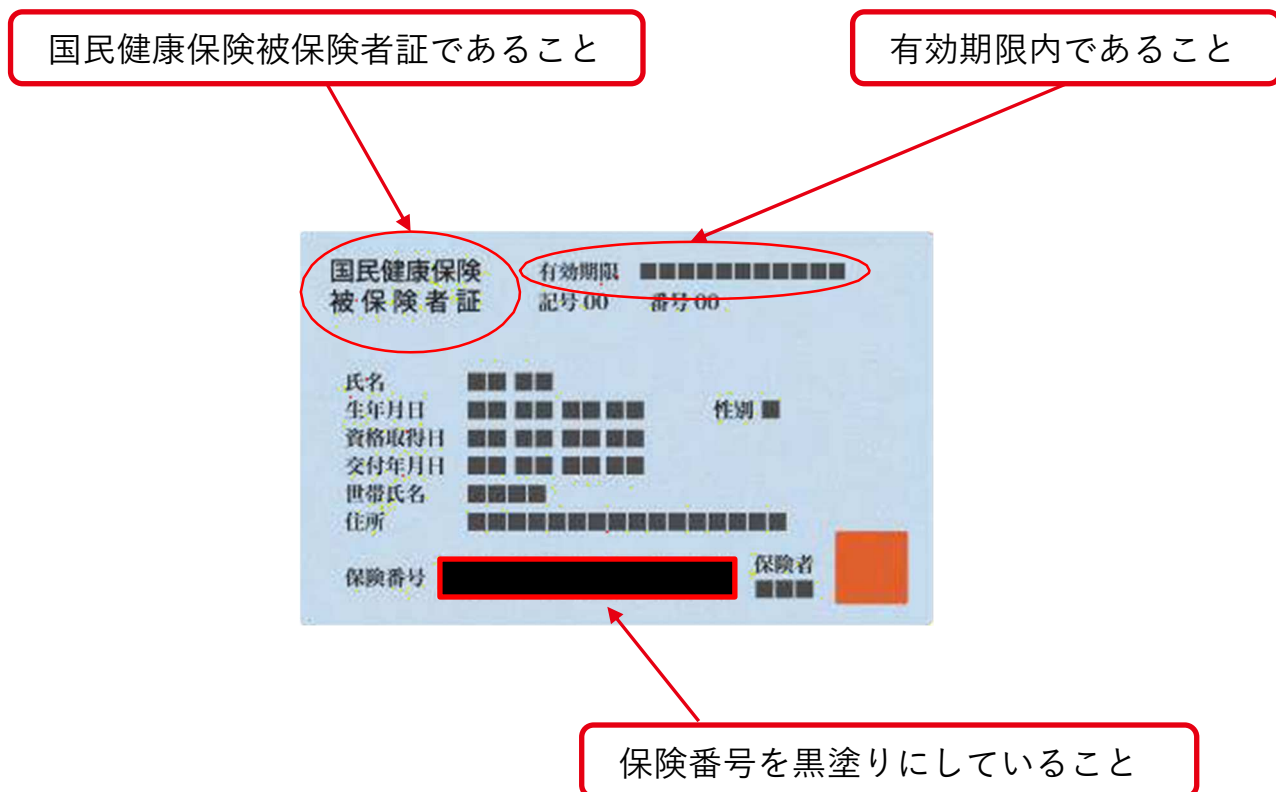 国民健康保険被保険者証であること
有効期限内であること
国民健康保険
被保険者証
有効期限 ■■■■■■■■■■■
記号 00 番号 00
氏名 ■■ ■■
生年月日 ■■ ■■ ■■ ■■ 性別 ■
資格取得日 ■■ ■■ ■■ ■■
交付年月日 ■■ ■■ ■■ ■■
世帯氏名 ■■■■
住所 ■■■■■■■■■■■■■■■■
保険番号
保険者
■■■
保険番号を黒塗りにしていること